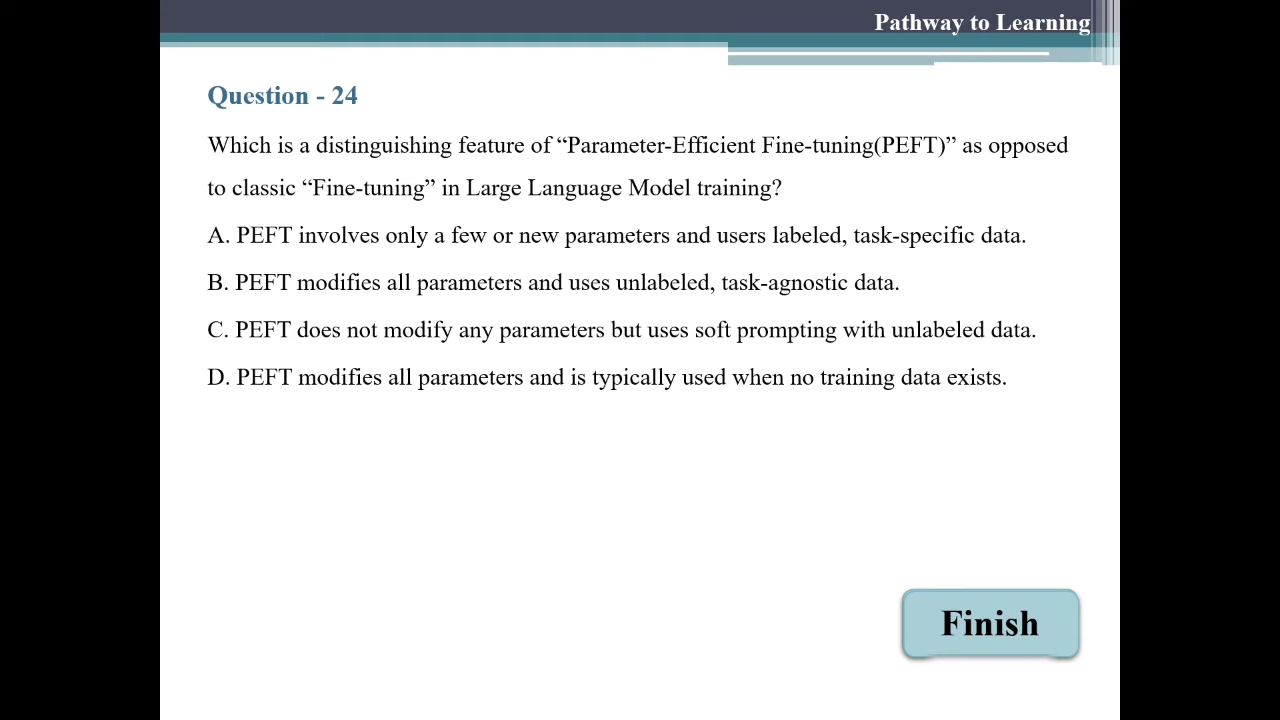 Pathway to Learning
Question - 24
Which is a distinguishing feature of “Parameter-Efficient Fine-tuning(PEFT)” as opposed
to classic “Fine-tuning” in Large Language Model training?
A. PEFT involves only a few or new parameters and users labeled, task-specific data.
B. PEFT modifies all parameters and uses unlabeled, task-agnostic data.
C. PEFT does not modify any parameters but uses soft prompting with unlabeled data.
D. PEFT modifies all parameters and is typically used when no training data exists.
Finish